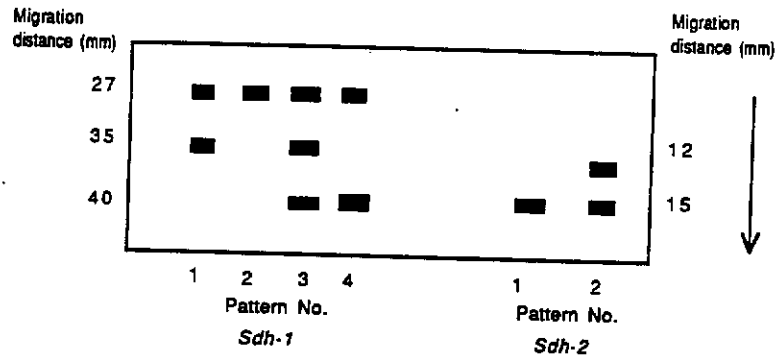 Migration
distance (mm)
Migration
distance (mm)
27
35
40
12
15
1 2 3 4
Pattern No.
Sdh-1
1 2
Pattern No.
Sdh-2